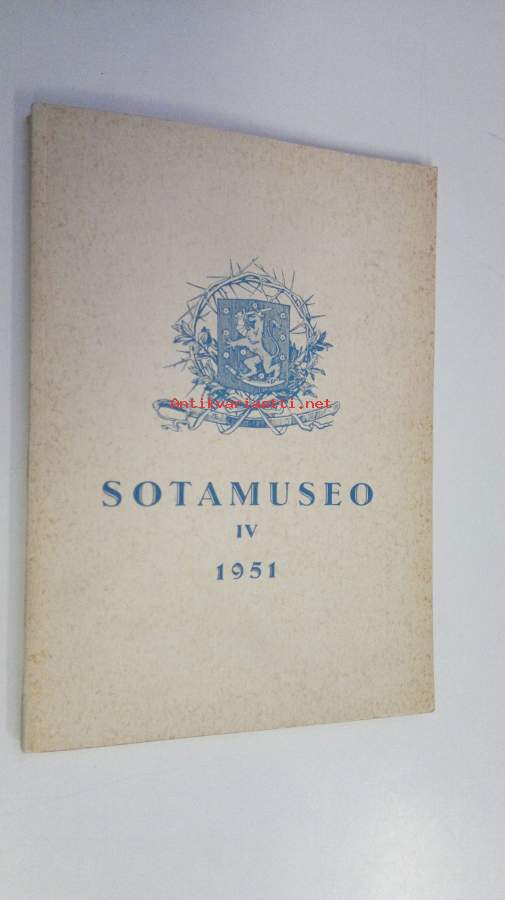 Antikvariaatti.net
SOTAMUSEO
IV
1951